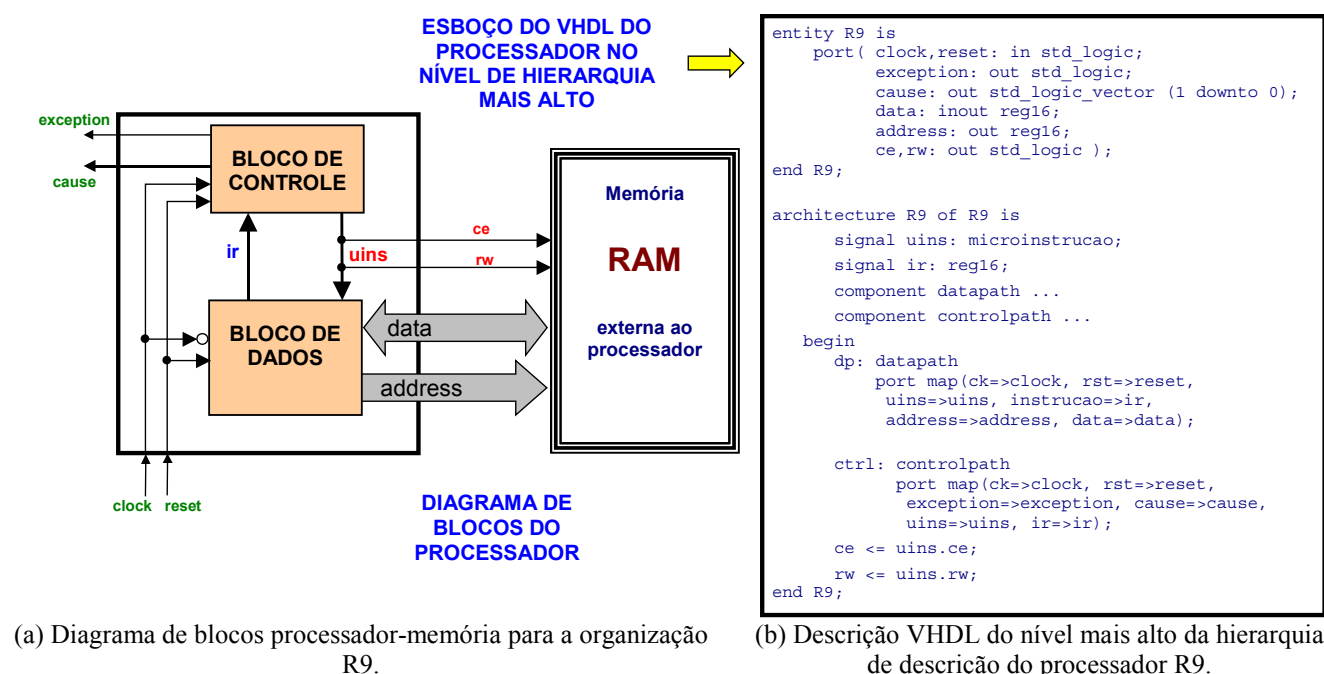 ESBOÇO DO VHDL DO
PROCESSADOR NO
NÍVEL DE HIERARQUIA
MAIS ALTO
exception
cause
BLOCO DE
CONTROLE
ir
uins
ce
rw
Memória
RAM
externa ao
processador
BLOCO DE
DADOS
data
address
clock reset
DIAGRAMA DE
BLOCOS DO
PROCESSADOR
(a) Diagrama de blocos processador-memória para a organização
R9.
entity R9 is
port( clock,reset: in std_logic;
exception: out std_logic;
cause: out std_logic_vector (1 downto 0);
data: inout reg16;
address: out reg16;
ce,rw: out std_logic );
end R9;
architecture R9 of R9 is
signal uins: microinstrucao;
signal ir: reg16;
component datapath ...
component controlpath ...
begin
dp: datapath
port map(ck=>clock, rst=>reset,
uins=>uins, instrucao=>ir,
address=>address, data=>data);
ctrl: controlpath
port map(ck=>clock, rst=>reset,
exception=>exception, cause=>cause,
uins=>uins, ir=>ir);
ce <= uins.ce;
rw <= uins.rw;
end R9;
(b) Descrição VHDL do nível mais alto da hierarquia
de descrição do processador R9.